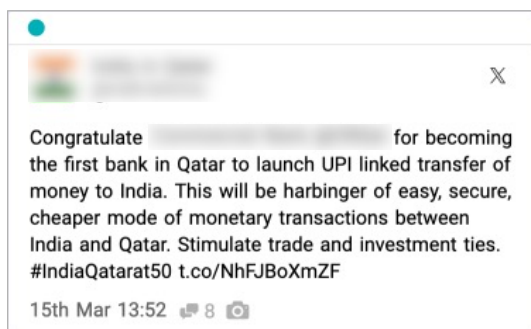 Congratulate for becoming
the first bank in Qatar to launch UPI linked transfer of
money to India. This will be harbinger of easy, secure,
cheaper mode of monetary transactions between
India and Qatar. Stimulate trade and investment ties.
#IndiaQatarat50 t.co/NhFJBoXmZF
15th Mar 13:52 8